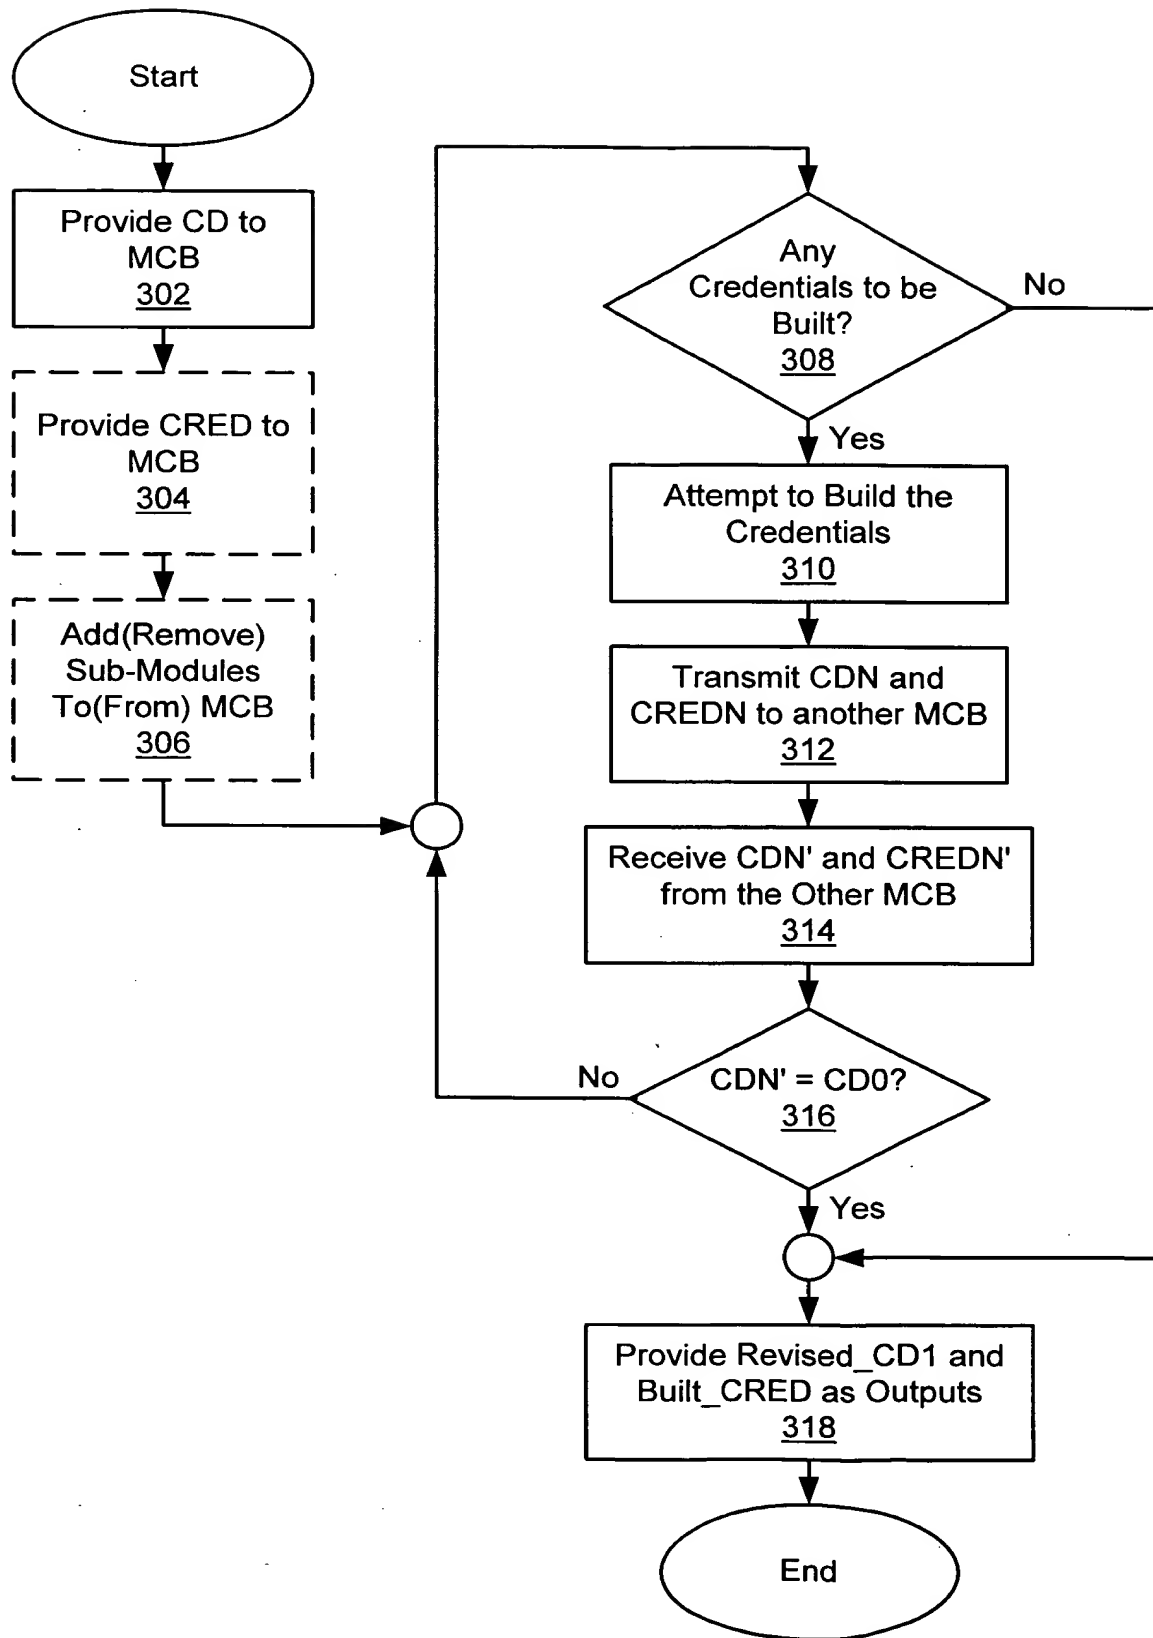 Start
Provide CD to
MCB
302
Provide CRED to
MCB
304
Add(Remove)
Sub-Modules
To(From) MCB
306
Any
Credentials to be
Built?
308
No
Yes
Attempt to Build the
Credentials
310
Transmit CDN and
CREDN to another MCB
312
Receive CDN' and CREDN'
from the Other MCB
314
No
CDN' = CD0?
316
Yes
Provide Revised_CD1 and
Built_CRED as Outputs
318
End